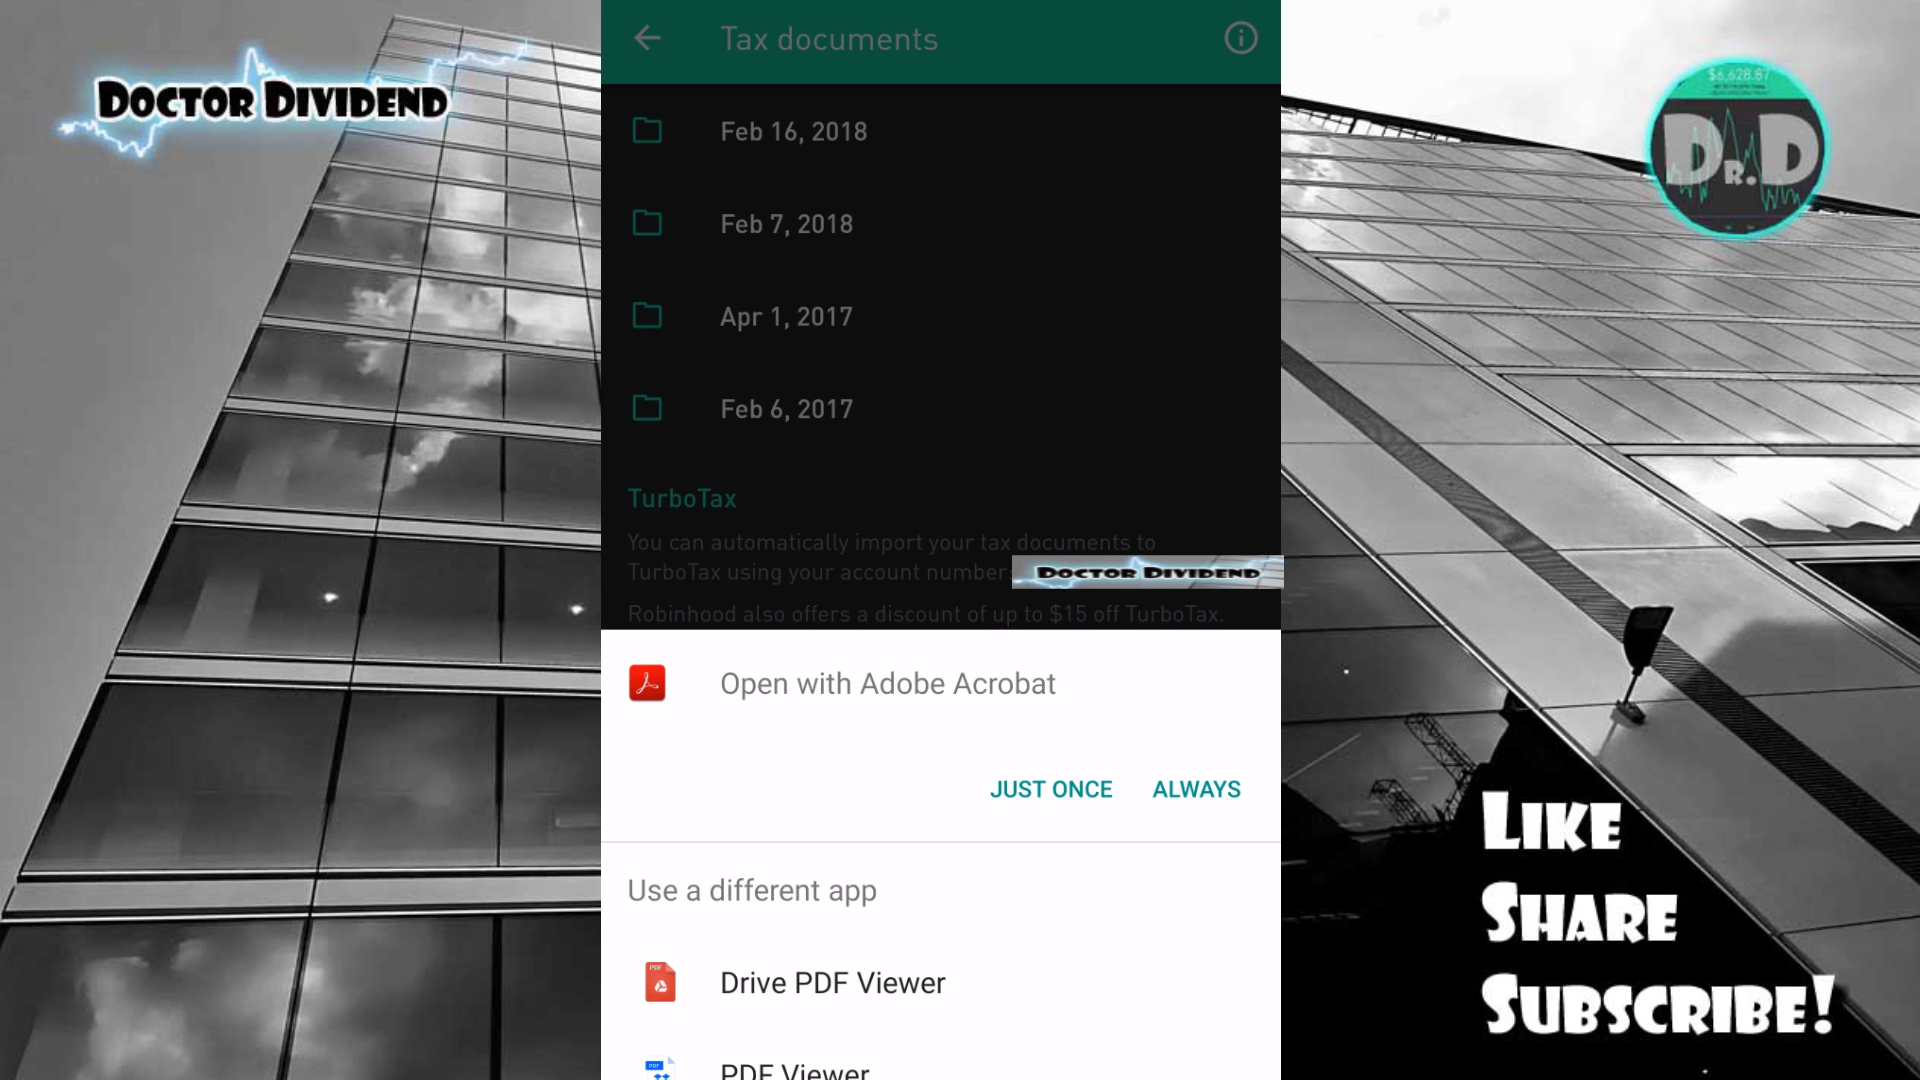 DOCTOR DIVIDEND
Tax documents
Feb 16, 2018
Feb 7, 2018
Apr 1, 2017
Feb 6, 2017
TurboTax
You can automatically import your tax documents to
TurboTax using your account number:
DOCTOR DIVIDEND
Robinhood also offers a discount of up to $15 off TurboTax.
Open with Adobe Acrobat
JUST ONCE
ALWAYS
Use a different app
PDF
Drive PDF Viewer
PDF
PDF Viewer
$6,628.87
DR.D
LIKE
SHARE
SUBSCRIBE!